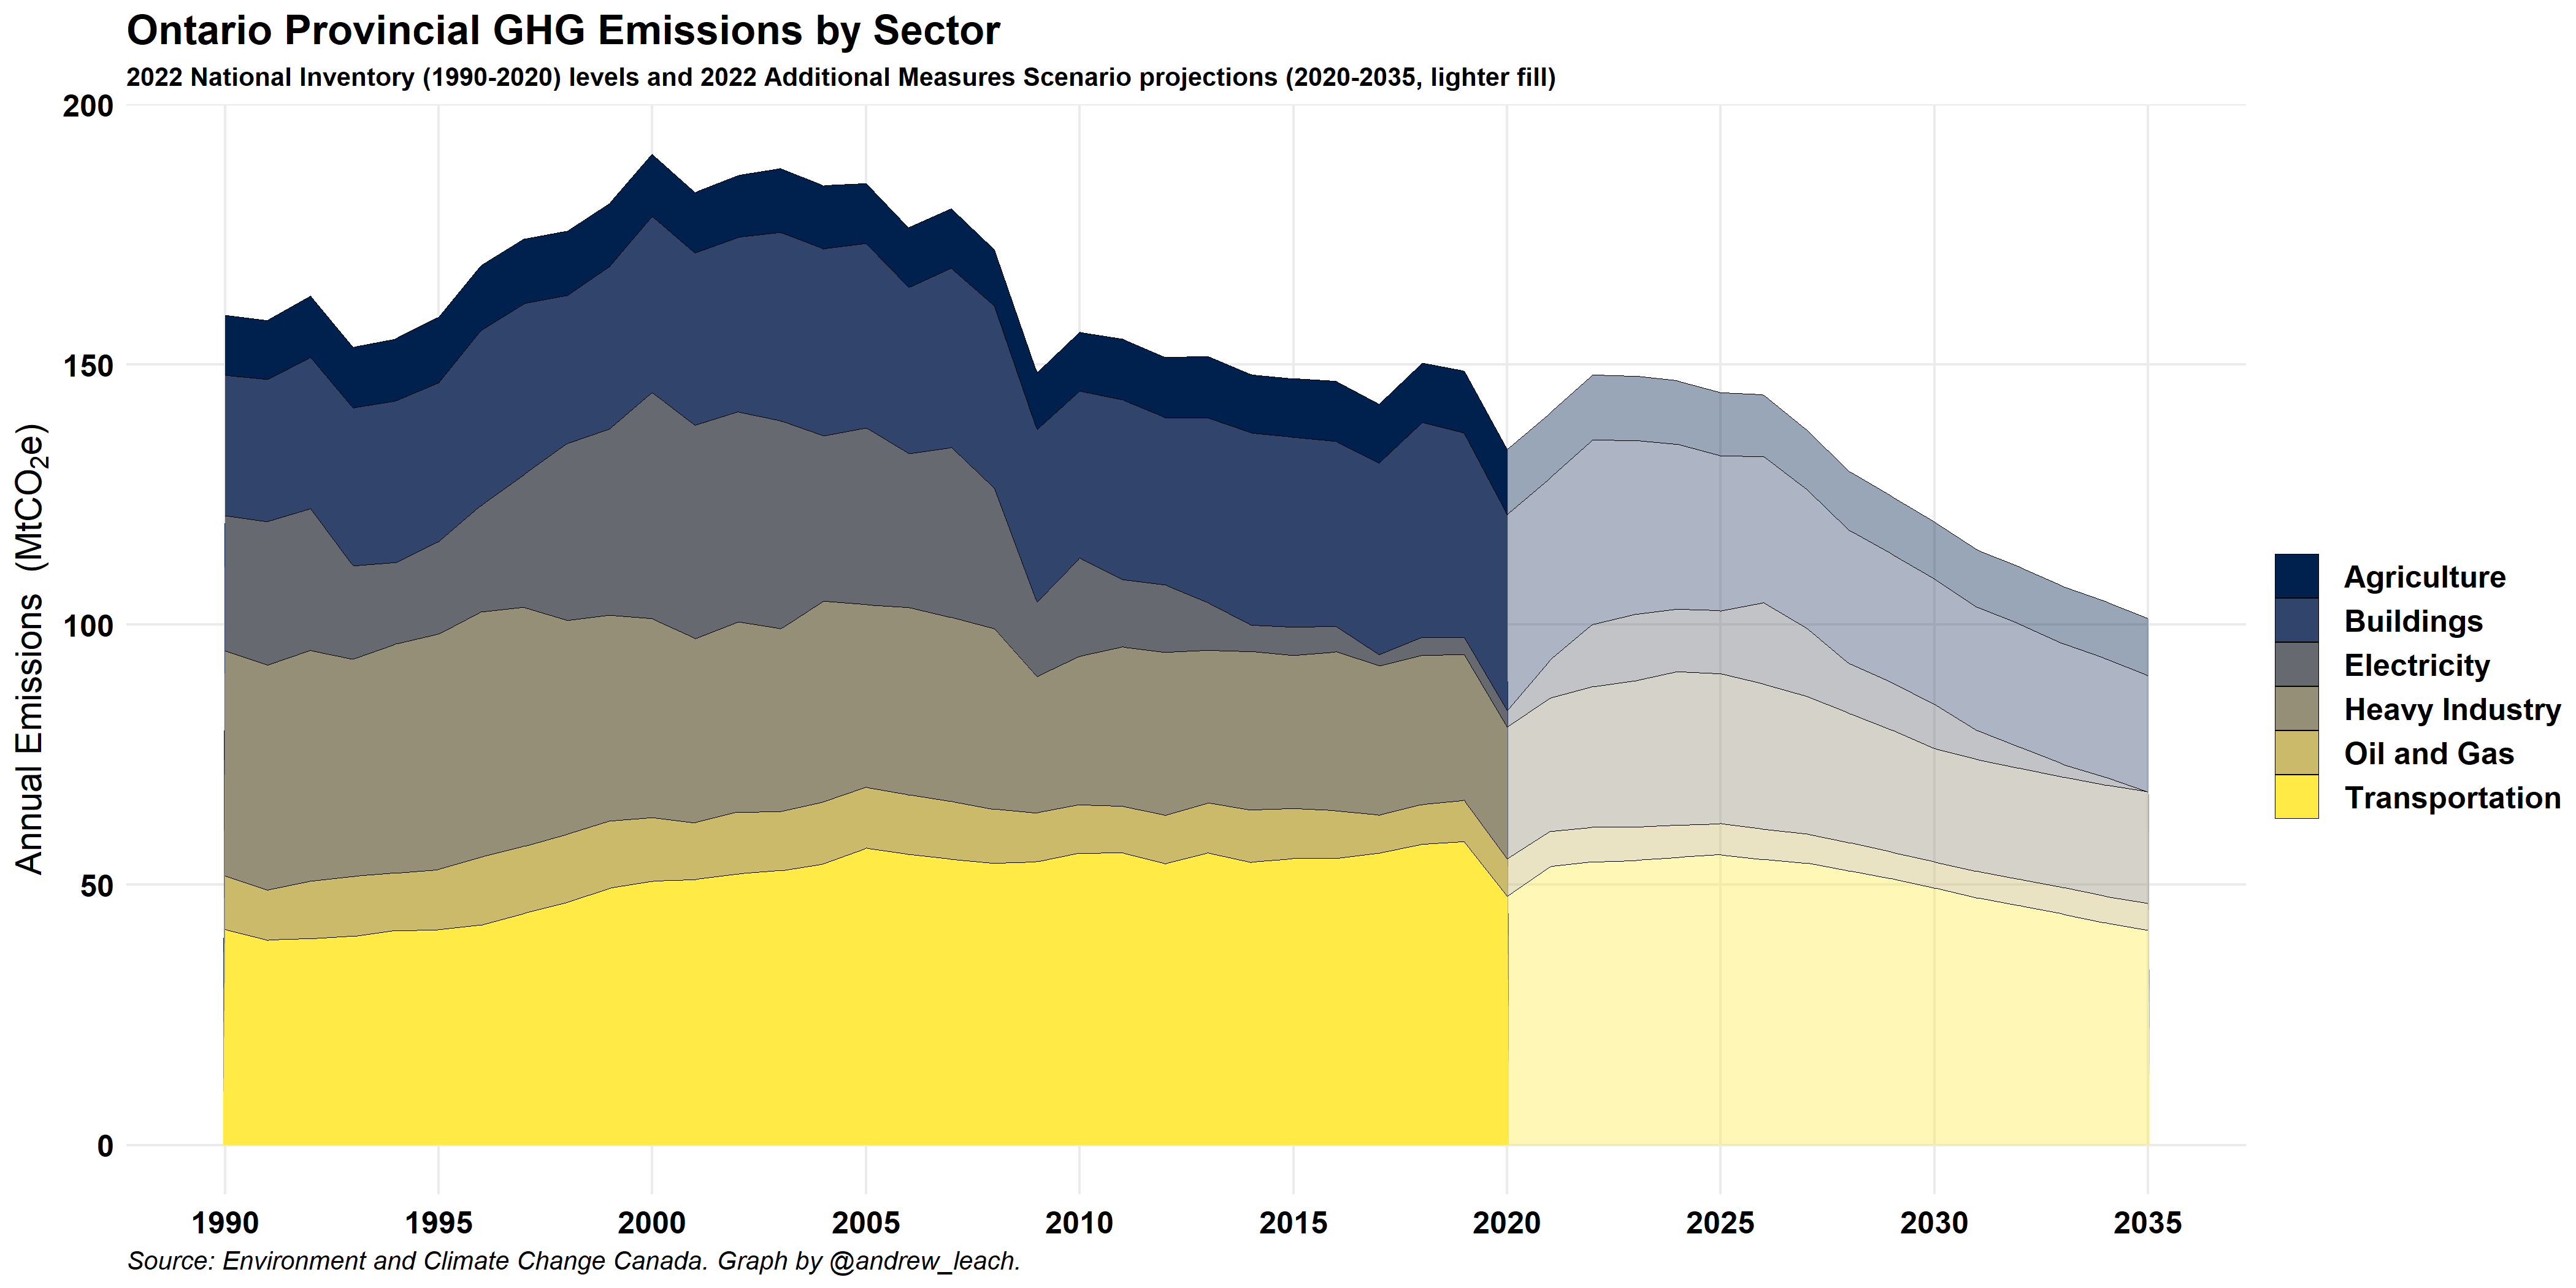 Ontario Provincial GHG Emissions by Sector
2022 National Inventory (1990-2020) levels and 2022 Additional Measures Scenario projections (2020-2035, lighter fill)
Annual Emissions (MtCO₂e)
200
150
100
50
0
1990 1995 2000 2005 2010 2015 2020 2025 2030 2035
Agriculture
Buildings
Electricity
Heavy Industry
Oil and Gas
Transportation
Source: Environment and Climate Change Canada. Graph by @andrew_leach.